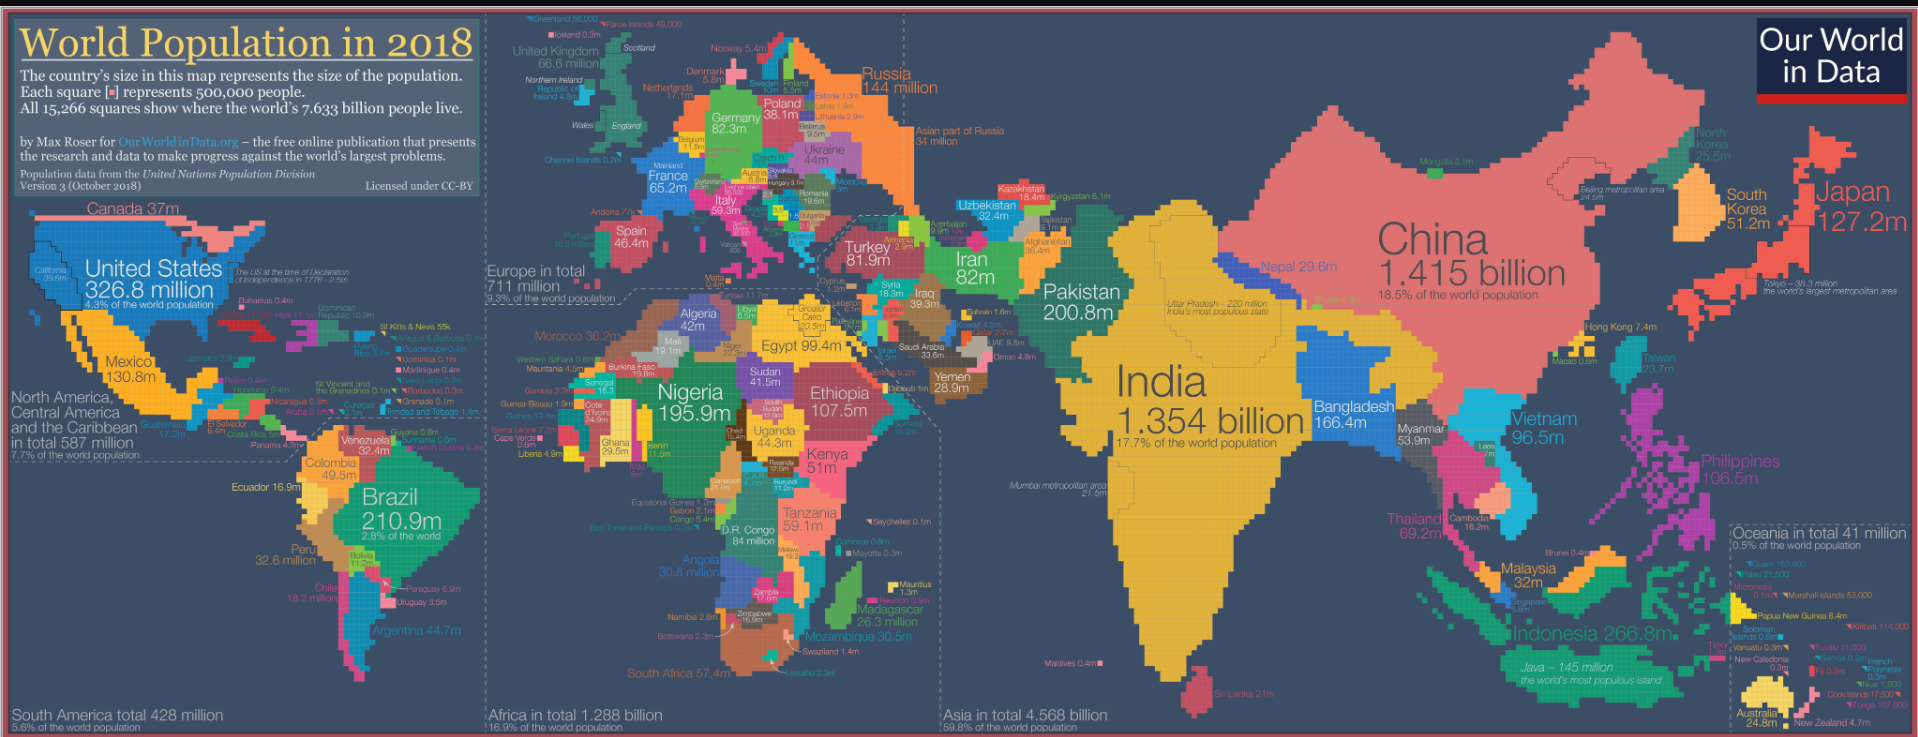 World Population in 2018
The country's size in this map represents the size of the population.
Each square [▪] represents 500,000 people.
All 15,266 squares show where the world's 7.633 billion people live.
by Max Roser for OurWorldinData.org – the free online publication that presents
the research and data to make progress against the world's largest problems.
Population data from the United Nations Population Division
Version 3 (October 2018)
Licensed under CC-BY
Our World
in Data
Canada 37m
California
United States
326.8 million
4.3% of the world population
The US at the time of Declaration
of Independence in 1776 - 2.5m
Mexico
130.8m
Bahamas 0.4m
Dominican
Republic 10.9m
Haiti 11.1m
Jamaica 2.9m
St Kitts & Nevis 55k
Antigua & Barbuda 0.1m
Guadeloupe 0.4m
Dominica 0.1m
Martinique 0.4m
Barbados 0.3m
Grenada 0.1m
Trinidad and Tobago 1.4m
St Vincent and
the Grenadines 0.1m
Aruba 0.1m
Belize 0.4m
Honduras 9.4m
Nicaragua 6.3m
Guatemala
17.2m
El Salvador
6.4m
Costa Rica 5m
Panama 4.2m
North America,
Central America
and the Caribbean
in total 587 million
7.7% of the world population
Venezuela
32.4m
Guyana 0.8m
Suriname 0.6m
Colombia
49.5m
Ecuador 16.9m
Brazil
210.9m
2.8% of the world
Peru
32.6 million
Bolivia
11.2m
Chile
18.2 million
Paraguay 6.9m
Uruguay 3.5m
Argentina 44.7m
South America total 428 million
5.6% of the world population
Greenland 56,000
Faroe Islands 49,000
Iceland 0.3m
Scotland
United Kingdom
66.6 million
Northern Ireland
Republic of
Ireland 4.8m
Wales
England
Channel Islands 0.2m
Norway 5.4m
Denmark
5.8m
Sweden
10m
Finland
5.5m
Netherlands
17.1m
Belgium
11.5m
Germany
82.3m
Poland
38.1m
Estonia 1.3m
Latvia 1.9m
Lithuania 2.9m
Belarus
9.5m
Ukraine
44m
Russia
144 million
Asian part of Russia
34 million
Mainland
France
65.2m
Austria
8.8m
Hungary 9.7m
Romania
19.6m
Italy
59.3m
Andorra 77k
Portugal
10.3 million
Spain
46.4m
Malta
0.4m
Europe in total
711 million
9.3% of the world population
Turkey
81.9m
Cyprus
1.2m
Armenia
2.9m
Azerbaijan
9.9m
Syria
18.3m
Lebanon
6.1m
Iraq
39.3m
Iran
82m
Kazakhstan
18.4m
Kyrgyzstan 6.1m
Uzbekistan
32.4m
Tajikistan
9.1m
Afghanistan
36.4m
Pakistan
200.8m
Bahrain 1.6m
Kuwait 4.2m
Qatar 2.7m
UAE 9.5m
Oman 4.8m
Saudi Arabia
33.6m
Yemen
28.9m
Israel
8.5m
Tunisia 11.7m
Algeria
42m
Libya
6.5m
Greater
Cairo
20.5m
Egypt 99.4m
Morocco 36.2m
Western Sahara 0.6m
Mauritania 4.5m
Mali
19.1m
Niger
22.3m
Burkina Faso
19.8m
Senegal
16.3
Gambia 2.2m
Guinea-Bissau 1.9m
Guinea 13.1m
Sierra Leone 7.7m
Cape Verde
0.6m
Liberia 4.9m
Cote
d'Ivoire
24.9m
Ghana
29.5m
Togo
8m
Benin
11.5m
Nigeria
195.9m
Sudan
41.5m
South
Sudan
12.9m
Chad
15.4m
Eritrea 5.2m
Djibouti 1m
Ethiopia
107.5m
Somalia
15.2m
Uganda
44.3m
Kenya
51m
Rwanda
12.5m
Burundi
11.2m
Cameroon
24.7m
Equatorial Guinea 1.3m
Gabon 2.1m
Congo 5.4m
Sao Tome and Principe 0.2m
D.R. Congo
84 million
Tanzania
59.1m
Seychelles 0.1m
Comoros 0.8m
Mayotte 0.3m
Angola
30.8 million
Zambia
17.6m
Malawi
19.2
Zimbabwe
16.9m
Namibia 2.6m
Botswana 2.3m
Mauritius
1.3m
Reunion 0.9m
Madagascar
26.3 million
Mozambique 30.5m
Swaziland 1.4m
Lesotho 2.3m
South Africa 57.4m
Africa in total 1.288 billion
16.9% of the world population
Mongolia 3.1m
Beijing metropolitan area
24.5m
North
Korea
25.6m
South
Korea
51.2m
Japan
127.2m
Tokyo – 38.3 million
the world's largest metropolitan area
China
1.415 billion
18.5% of the world population
Nepal 29.6m
Uttar Pradesh – 220 million
India's most populous state
India
1.354 billion
17.7% of the world population
Mumbai metropolitan area
21.5m
Bangladesh
166.4m
Myanmar
53.9m
Hong Kong 7.4m
Macao 0.6m
Taiwan
23.7m
Vietnam
96.5m
Laos
7m
Thailand
69.2m
Cambodia
16.2m
Philippines
106.5m
Brunei 0.4m
Malaysia
32m
Singapore
5.8m
Indonesia 266.8m
Java – 145 million
the world's most populous island
Maldives 0.4m
Sri Lanka 21m
Asia in total 4.568 billion
59.8% of the world population
Oceania in total 41 million
0.5% of the world population
Palau 21,500
Micronesia
0.1m
Marshall islands 53,000
Papua New Guinea 8.4m
Kiribati 114,000
Solomon
Islands 0.6m
Vanuatu 0.3m
Tuvalu 11,000
New Caledonia
0.3m
French
Polynesia
0.3m
Fiji 0.9m
Niue 1,600
Cook Islands 17,500
Tonga 107,000
Australia
24.8m
New Zealand 4.7m